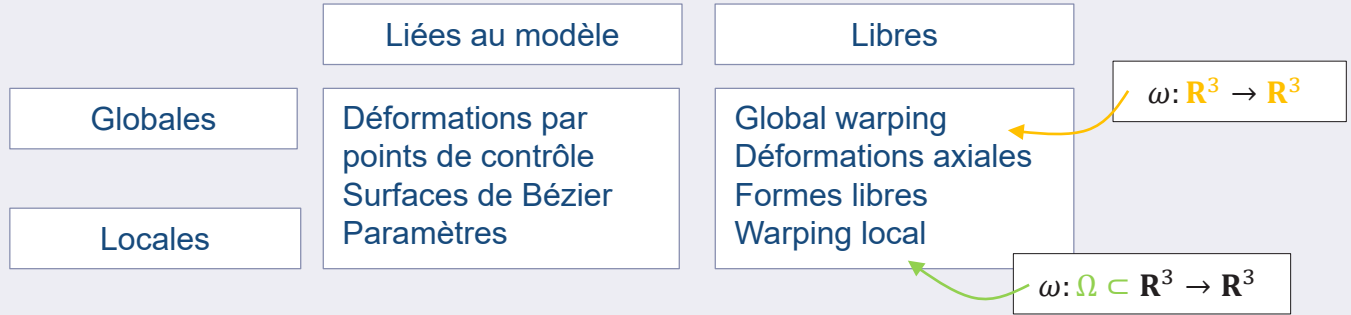 Liées au modèle
Libres
Globales
Locales
Déformations par
points de contrôle
Surfaces de Bézier
Paramètres
Global warping
Déformations axiales
Formes libres
Warping local
ω: R³ → R³
ω: Ω ⊂ R³ → R³